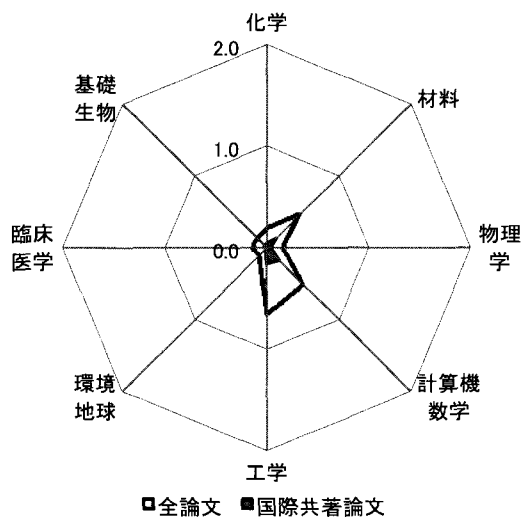 化学
2.0
基礎
生物
材料
1.0
臨床
医学
0.0
物理
学
環境
地球
計算機
数学
工学
全論文 国際共著論文